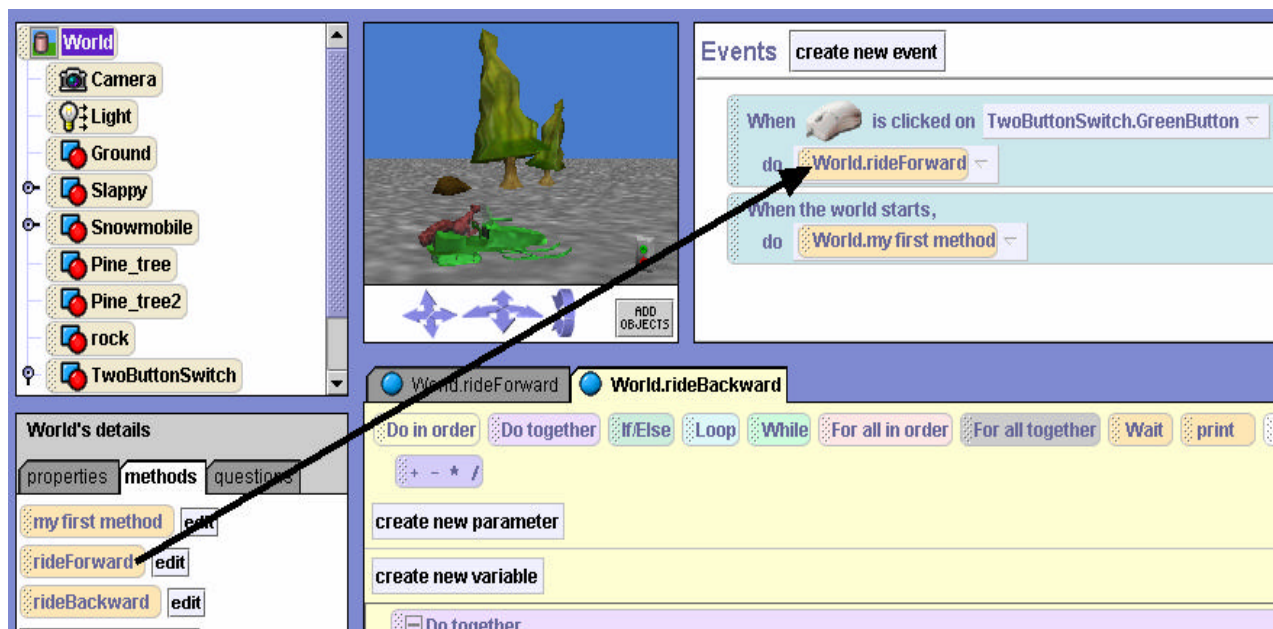 World
Camera
Light
Ground
Slappy
Snowmobile
Pine_tree
Pine_tree2
rock
TwoButtonSwitch
ADD
OBJECTS
Events create new event
When is clicked on TwoButtonSwitch.GreenButton
do World.rideForward
When the world starts,
do World.my first method
World's details
properties methods questions
my first method edit
rideForward edit
rideBackward edit
World.rideForward World.rideBackward
Do in order Do together If/Else Loop While For all in order For all together Wait print
+ - * /
create new parameter
create new variable
Do together